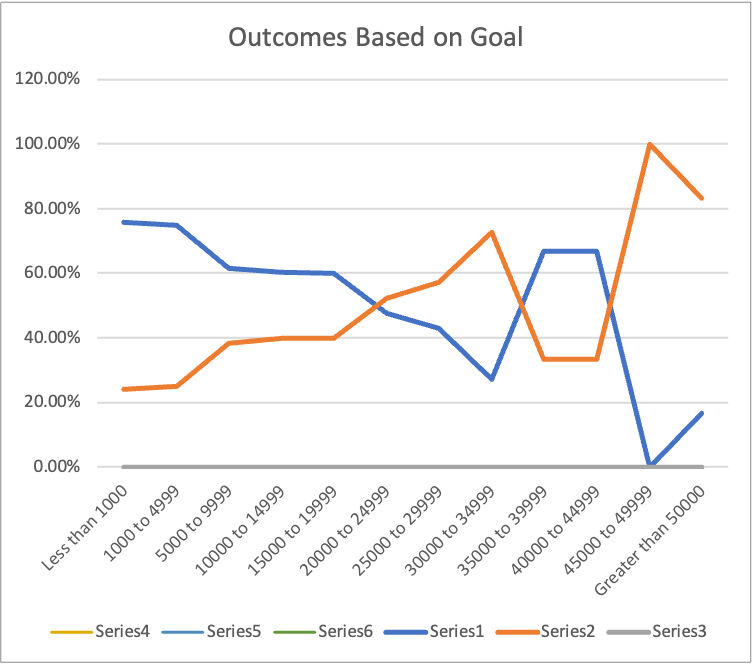 Outcomes Based on Goal
120.00%
100.00%
80.00%
60.00%
40.00%
20.00%
0.00%
Less than 1000
1000 to 4999
5000 to 9999
10000 to 14999
15000 to 19999
20000 to 24999
25000 to 29999
30000 to 34999
35000 to 39999
40000 to 44999
45000 to 49999
Greater than 50000
Series4 Series5 Series6 Series1 Series2 Series3